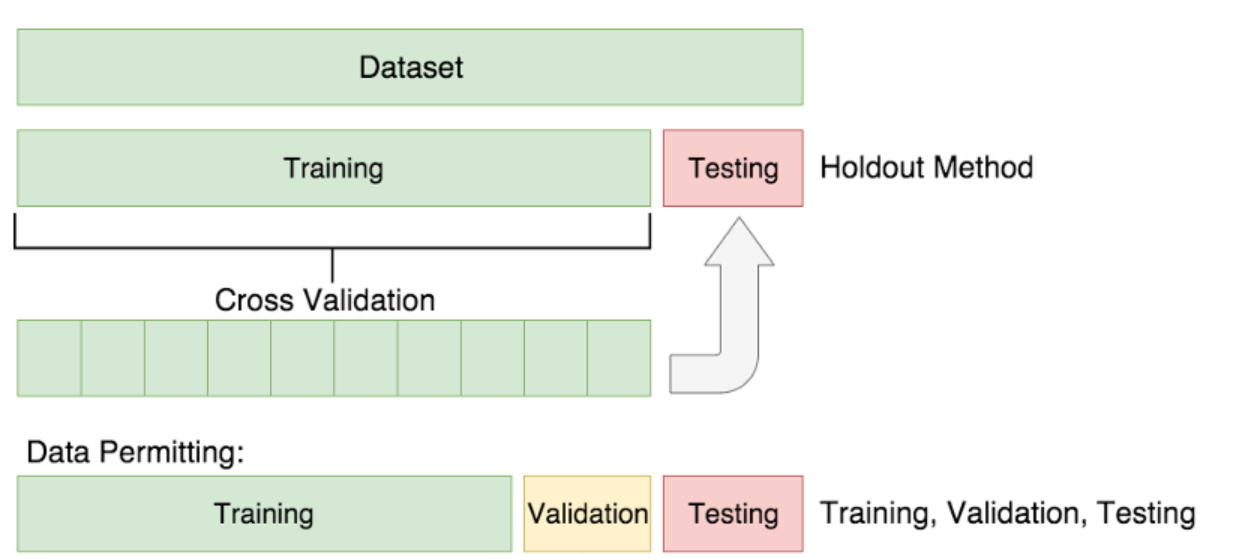 Dataset
Training
Testing
Holdout Method
Cross Validation
Data Permitting:
Training
Validation
Testing
Training, Validation, Testing